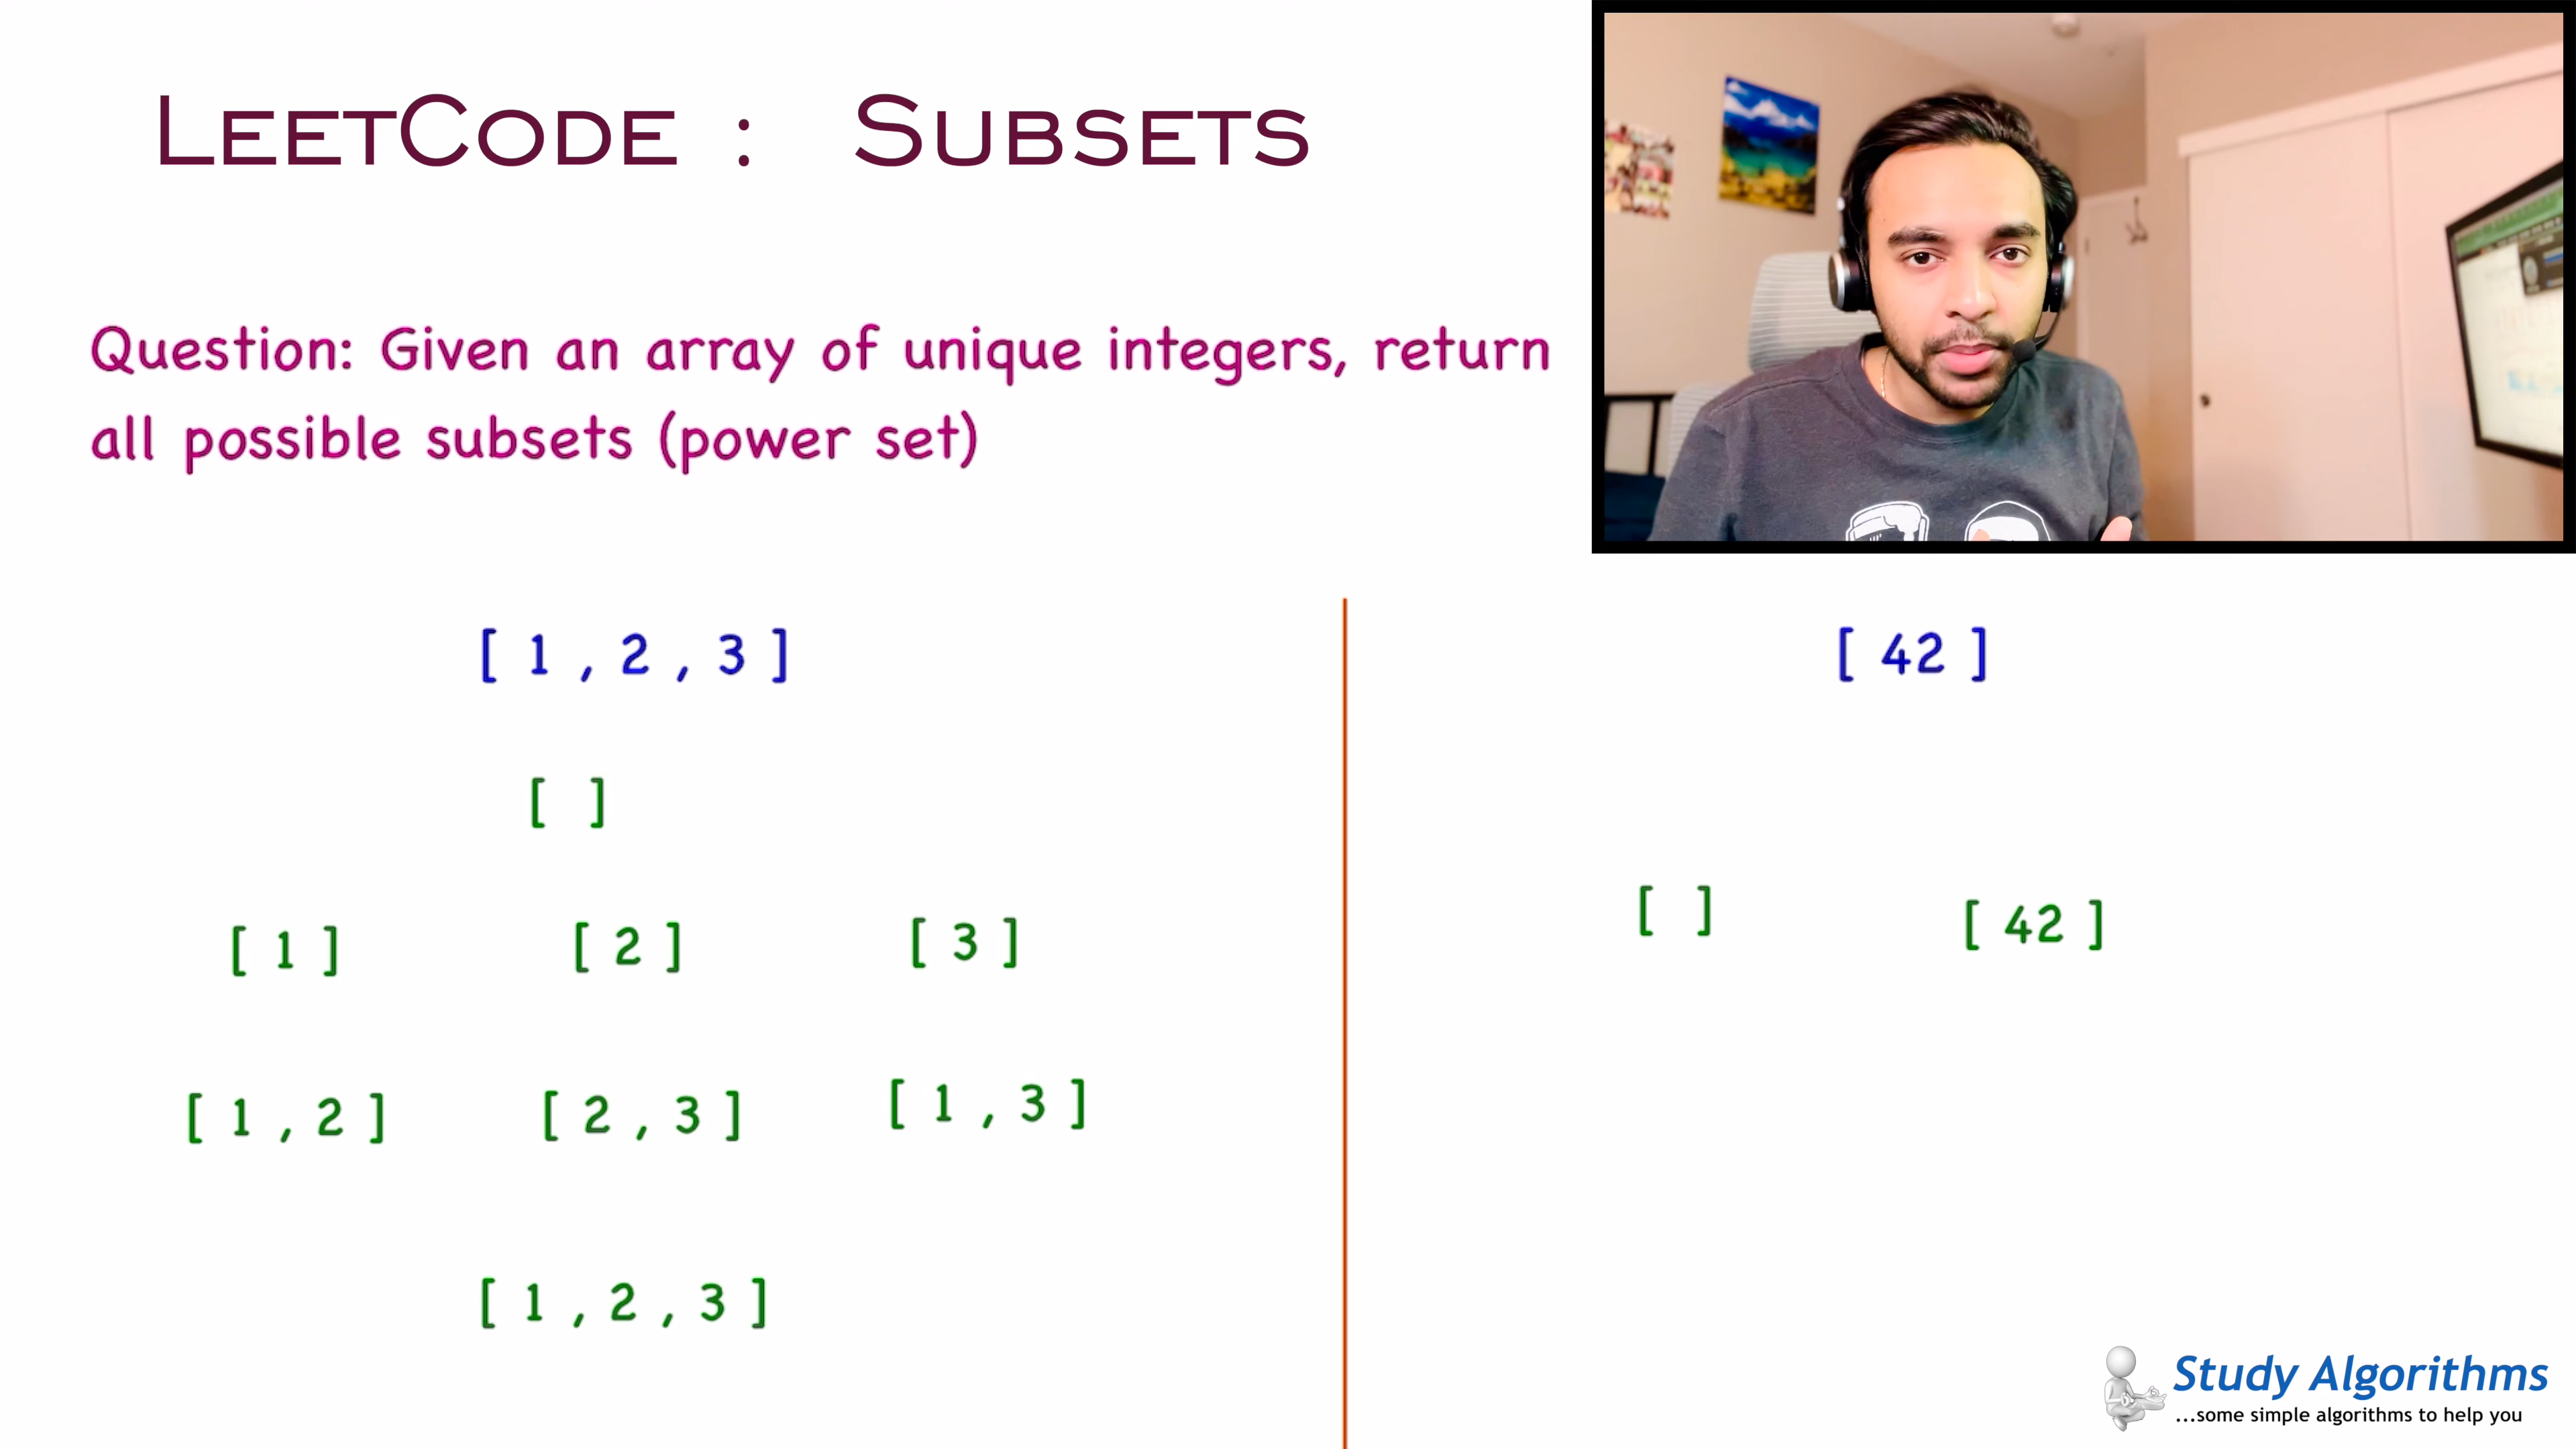 LEETCODE : SUBSETS
Question: Given an array of unique integers, return
all possible subsets (power set)
[ 1 , 2 , 3 ]
[ ]
[ 1 ] [ 2 ] [ 3 ]
[ 1 , 2 ] [ 2 , 3 ] [ 1 , 3 ]
[ 1 , 2 , 3 ]
[ 42 ]
[ ] [ 42 ]
Study Algorithms
...some simple algorithms to help you